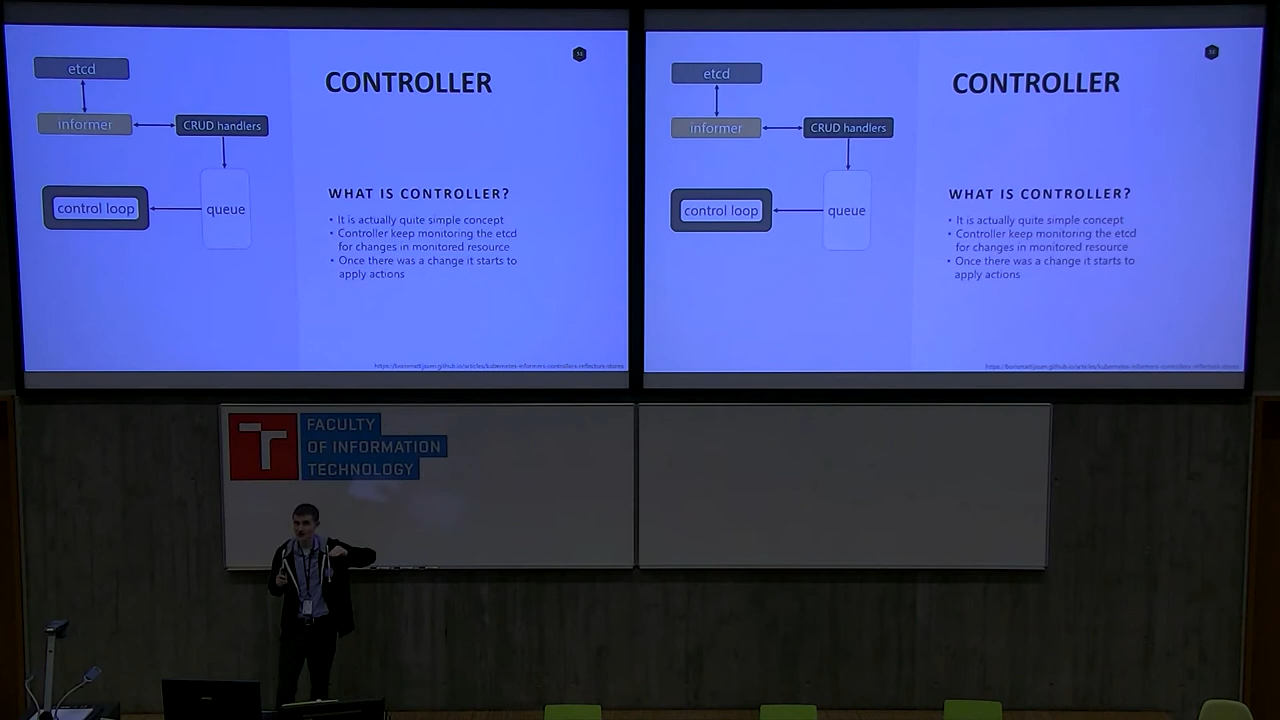 etcd
informer
CRUD handlers
control loop
queue
CONTROLLER
WHAT IS CONTROLLER?
• It is actually quite simple concept
• Controller keep monitoring the etcd
for changes in monitored resource
• Once there was a change it starts to
apply actions
etcd
informer
CRUD handlers
control loop
queue
CONTROLLER
WHAT IS CONTROLLER?
• It is actually quite simple concept
• Controller keep monitoring the etcd
for changes in monitored resource
• Once there was a change it starts to
apply actions
T
FACULTY
OF INFORMATION
TECHNOLOGY